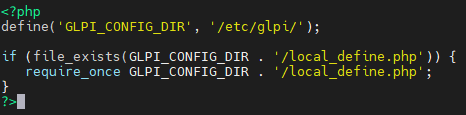 <?php
define('GLPI_CONFIG_DIR', '/etc/glpi/');

if (file_exists(GLPI_CONFIG_DIR . '/local_define.php')) {
   require_once GLPI_CONFIG_DIR . '/local_define.php';
}
?>